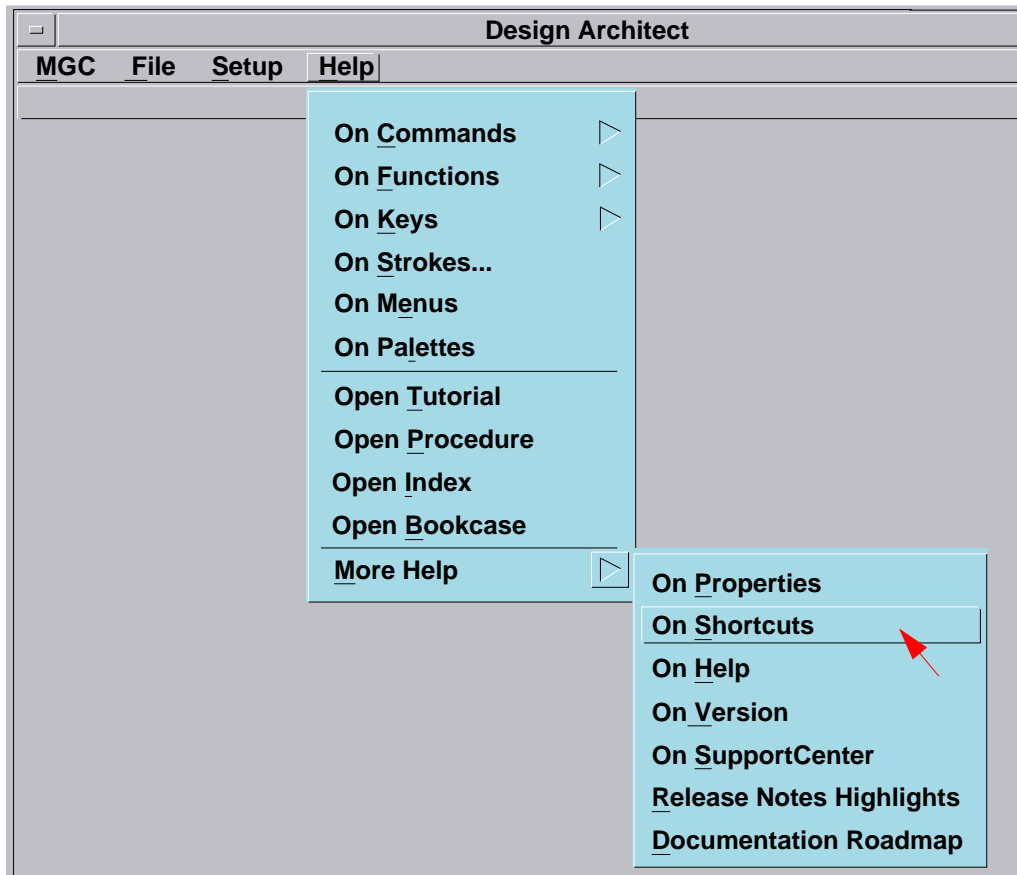 Design Architect
MGC File Setup Help
On Commands
On Functions
On Keys
On Strokes...
On Menus
On Palettes
Open Tutorial
Open Procedure
Open Index
Open Bookcase
More Help
On Properties
On Shortcuts
On Help
On Version
On SupportCenter
Release Notes Highlights
Documentation Roadmap